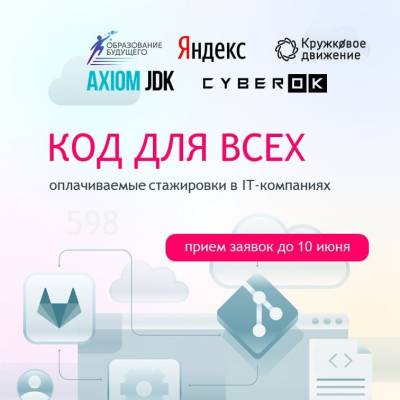 ОБРАЗОВАНИЕ
БУДУЩЕГО
Яндекс
Кружковое
движение
AXIOM JDK
CYBEROK
КОД ДЛЯ ВСЕХ
оплачиваемые стажировки в IT-компаниях
598
прием заявок до 10 июня